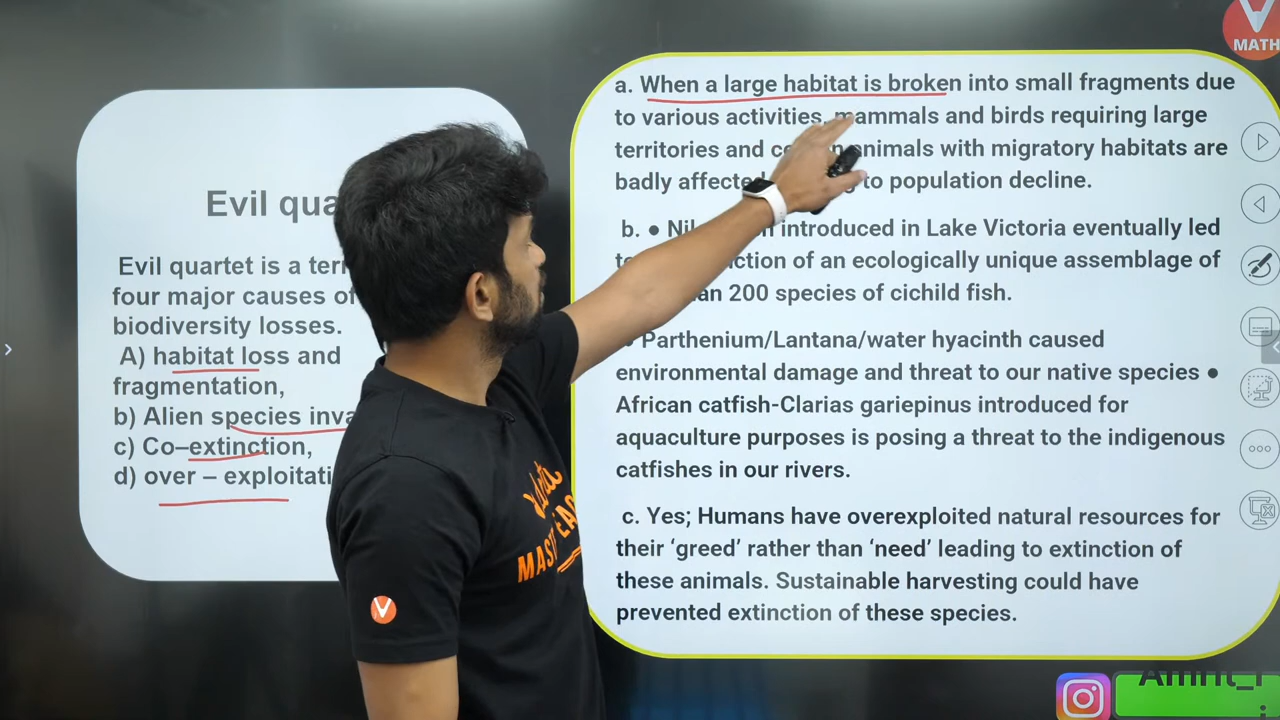 Evil qua
Evil quartet is a ter
four major causes of
biodiversity losses.
A) habitat loss and
fragmentation,
b) Alien species inva
c) Co–extinction,
d) over – exploitati
a. When a large habitat is broken into small fragments due
to various activities, mammals and birds requiring large
territories and animals with migratory habitats are
badly affected to population decline.
b. ● introduced in Lake Victoria eventually led
of an ecologically unique assemblage of
200 species of cichild fish.
Parthenium/Lantana/water hyacinth caused
environmental damage and threat to our native species ●
African catfish-Clarias gariepinus introduced for
aquaculture purposes is posing a threat to the indigenous
catfishes in our rivers.
c. Yes; Humans have overexploited natural resources for
their ‘greed’ rather than ‘need’ leading to extinction of
these animals. Sustainable harvesting could have
prevented extinction of these species.
V
MATH
MAST
V